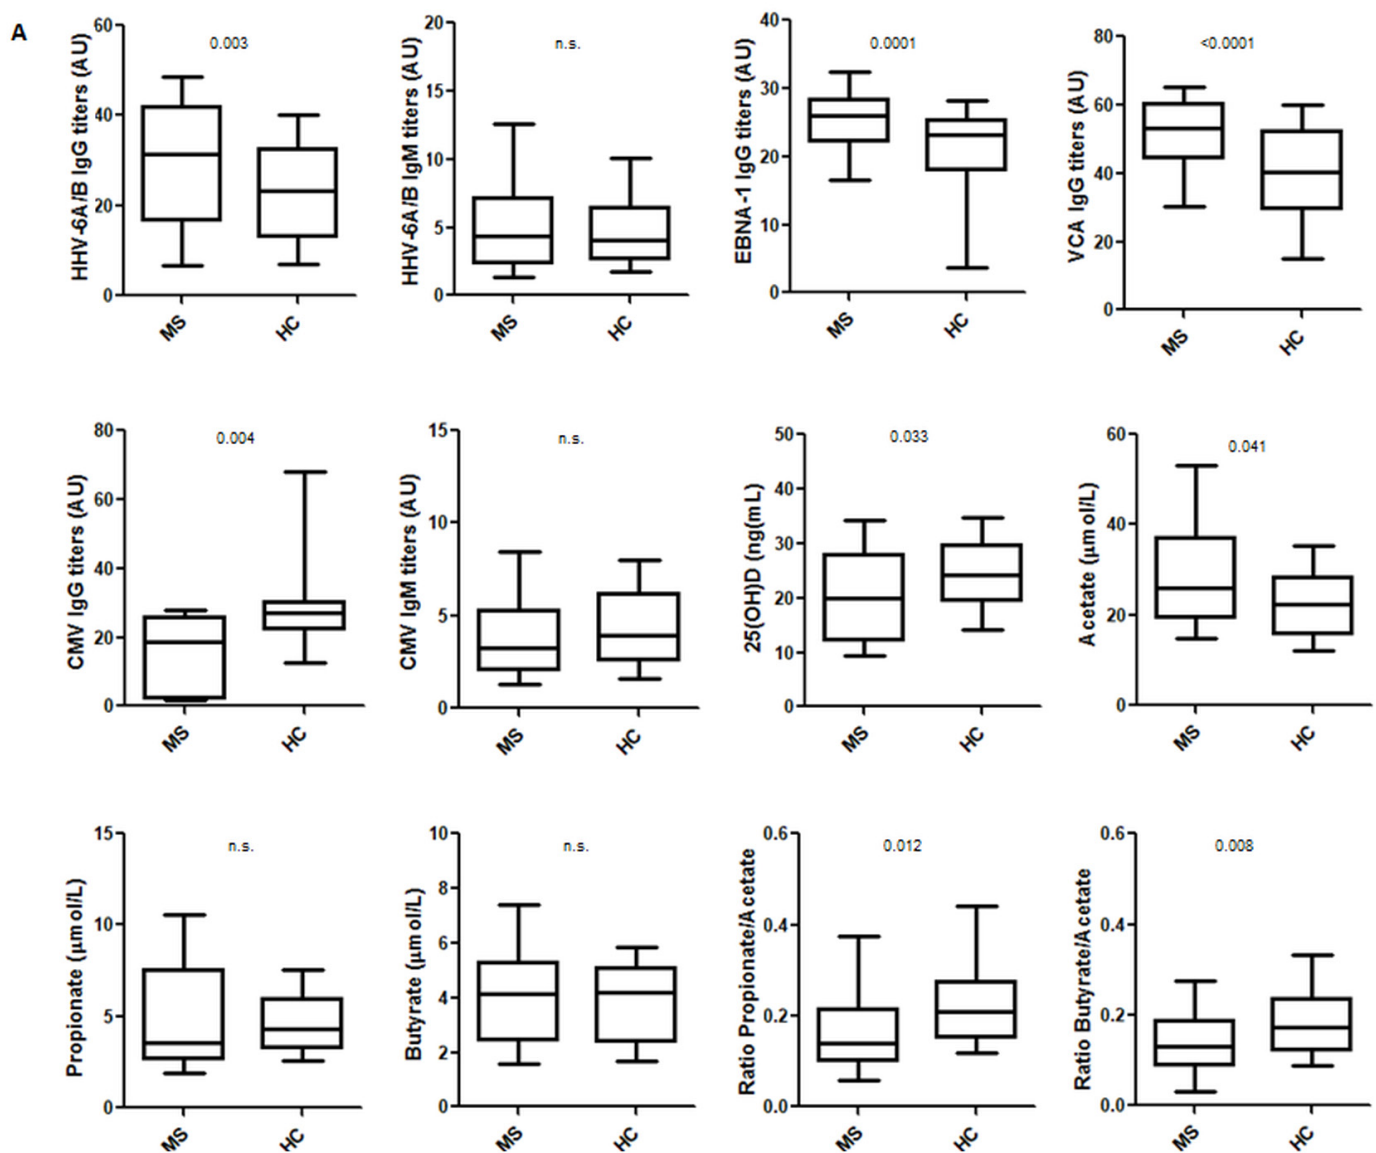 A
HHV-6A/B IgG titers (AU)
60
40
20
0
0.003
MS
HC
HHV-6A/B IgM titers (AU)
20
15
10
5
0
n.s.
MS
HC
EBNA-1 IgG titers (AU)
40
30
20
10
0
0.0001
MS
HC
VCA IgG titers (AU)
80
60
40
20
0
<0.0001
MS
HC
CMV IgG titers (AU)
80
60
40
20
0
0.004
MS
HC
CMV IgM titers (AU)
15
10
5
0
n.s.
MS
HC
25(OH)D (ng(mL)
50
40
30
20
10
0
0.033
MS
HC
Acetate (μmol/L)
60
40
20
0
0.041
MS
HC
Propionate (μmol/L)
15
10
5
0
n.s.
MS
HC
Butyrate (μmol/L)
10
8
6
4
2
0
n.s.
MS
HC
Ratio Propionate/Acetate
0.6
0.4
0.2
0.0
0.012
MS
HC
Ratio Butyrate/Acetate
0.6
0.4
0.2
0.0
0.008
MS
HC